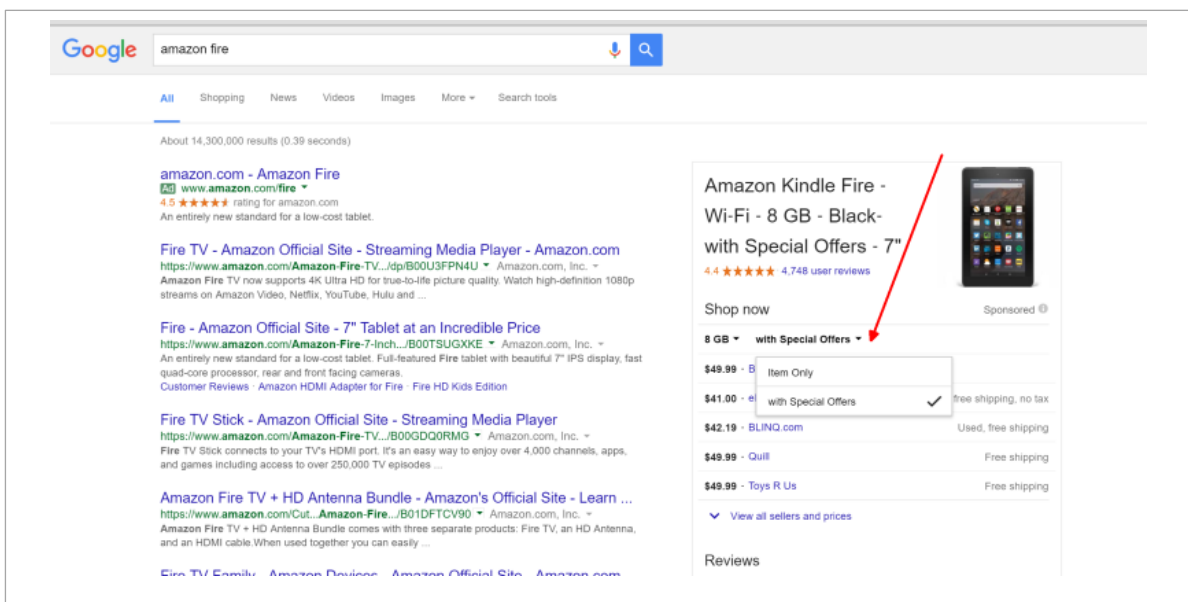 Google
amazon fire
All Shopping News Videos Images More Search tools
About 14,300,000 results (0.39 seconds)
amazon.com - Amazon Fire
Ad www.amazon.com/fire
4.5 ★★★★★ rating for amazon.com
An entirely new standard for a low-cost tablet.
Fire TV - Amazon Official Site - Streaming Media Player - Amazon.com
https://www.amazon.com/Amazon-Fire-TV.../dp/B00U3FPN4U Amazon.com, Inc.
Amazon Fire TV now supports 4K Ultra HD for true-to-life picture quality. Watch high-definition 1080p
streams on Amazon Video, Netflix, YouTube, Hulu and ...
Fire - Amazon Official Site - 7" Tablet at an Incredible Price
https://www.amazon.com/Amazon-Fire-7-Inch.../B00TSUGXKE Amazon.com, Inc.
An entirely new standard for a low-cost tablet. Full-featured Fire tablet with beautiful 7" IPS display, fast
quad-core processor, rear and front facing cameras.
Customer Reviews · Amazon HDMI Adapter for Fire · Fire HD Kids Edition
Fire TV Stick - Amazon Official Site - Streaming Media Player
https://www.amazon.com/Amazon-Fire-TV.../B00GDQ0RMG Amazon.com, Inc.
Fire TV Stick connects to your TV's HDMI port. It's an easy way to enjoy over 4,000 channels, apps,
and games including access to over 250,000 TV episodes ...
Amazon Fire TV + HD Antenna Bundle - Amazon's Official Site - Learn ...
https://www.amazon.com/Cut...Amazon-Fire.../B01DFTCV90 Amazon.com, Inc.
Amazon Fire TV + HD Antenna Bundle comes with three separate products: Fire TV, an HD Antenna,
and an HDMI cable.When used together you can easily ...
Fire TV Family - Amazon Devices - Amazon Official Site - Amazon.com
Amazon Kindle Fire -
Wi-Fi - 8 GB - Black-
with Special Offers - 7"
4.4 ★★★★★ 4,748 user reviews
Shop now Sponsored
8 GB with Special Offers
$49.99 · B
Item Only
$41.00 · el free shipping, no tax
with Special Offers
$42.19 · BLINQ.com Used, free shipping
$49.99 · Quill Free shipping
$49.99 · Toys R Us Free shipping
View all sellers and prices
Reviews